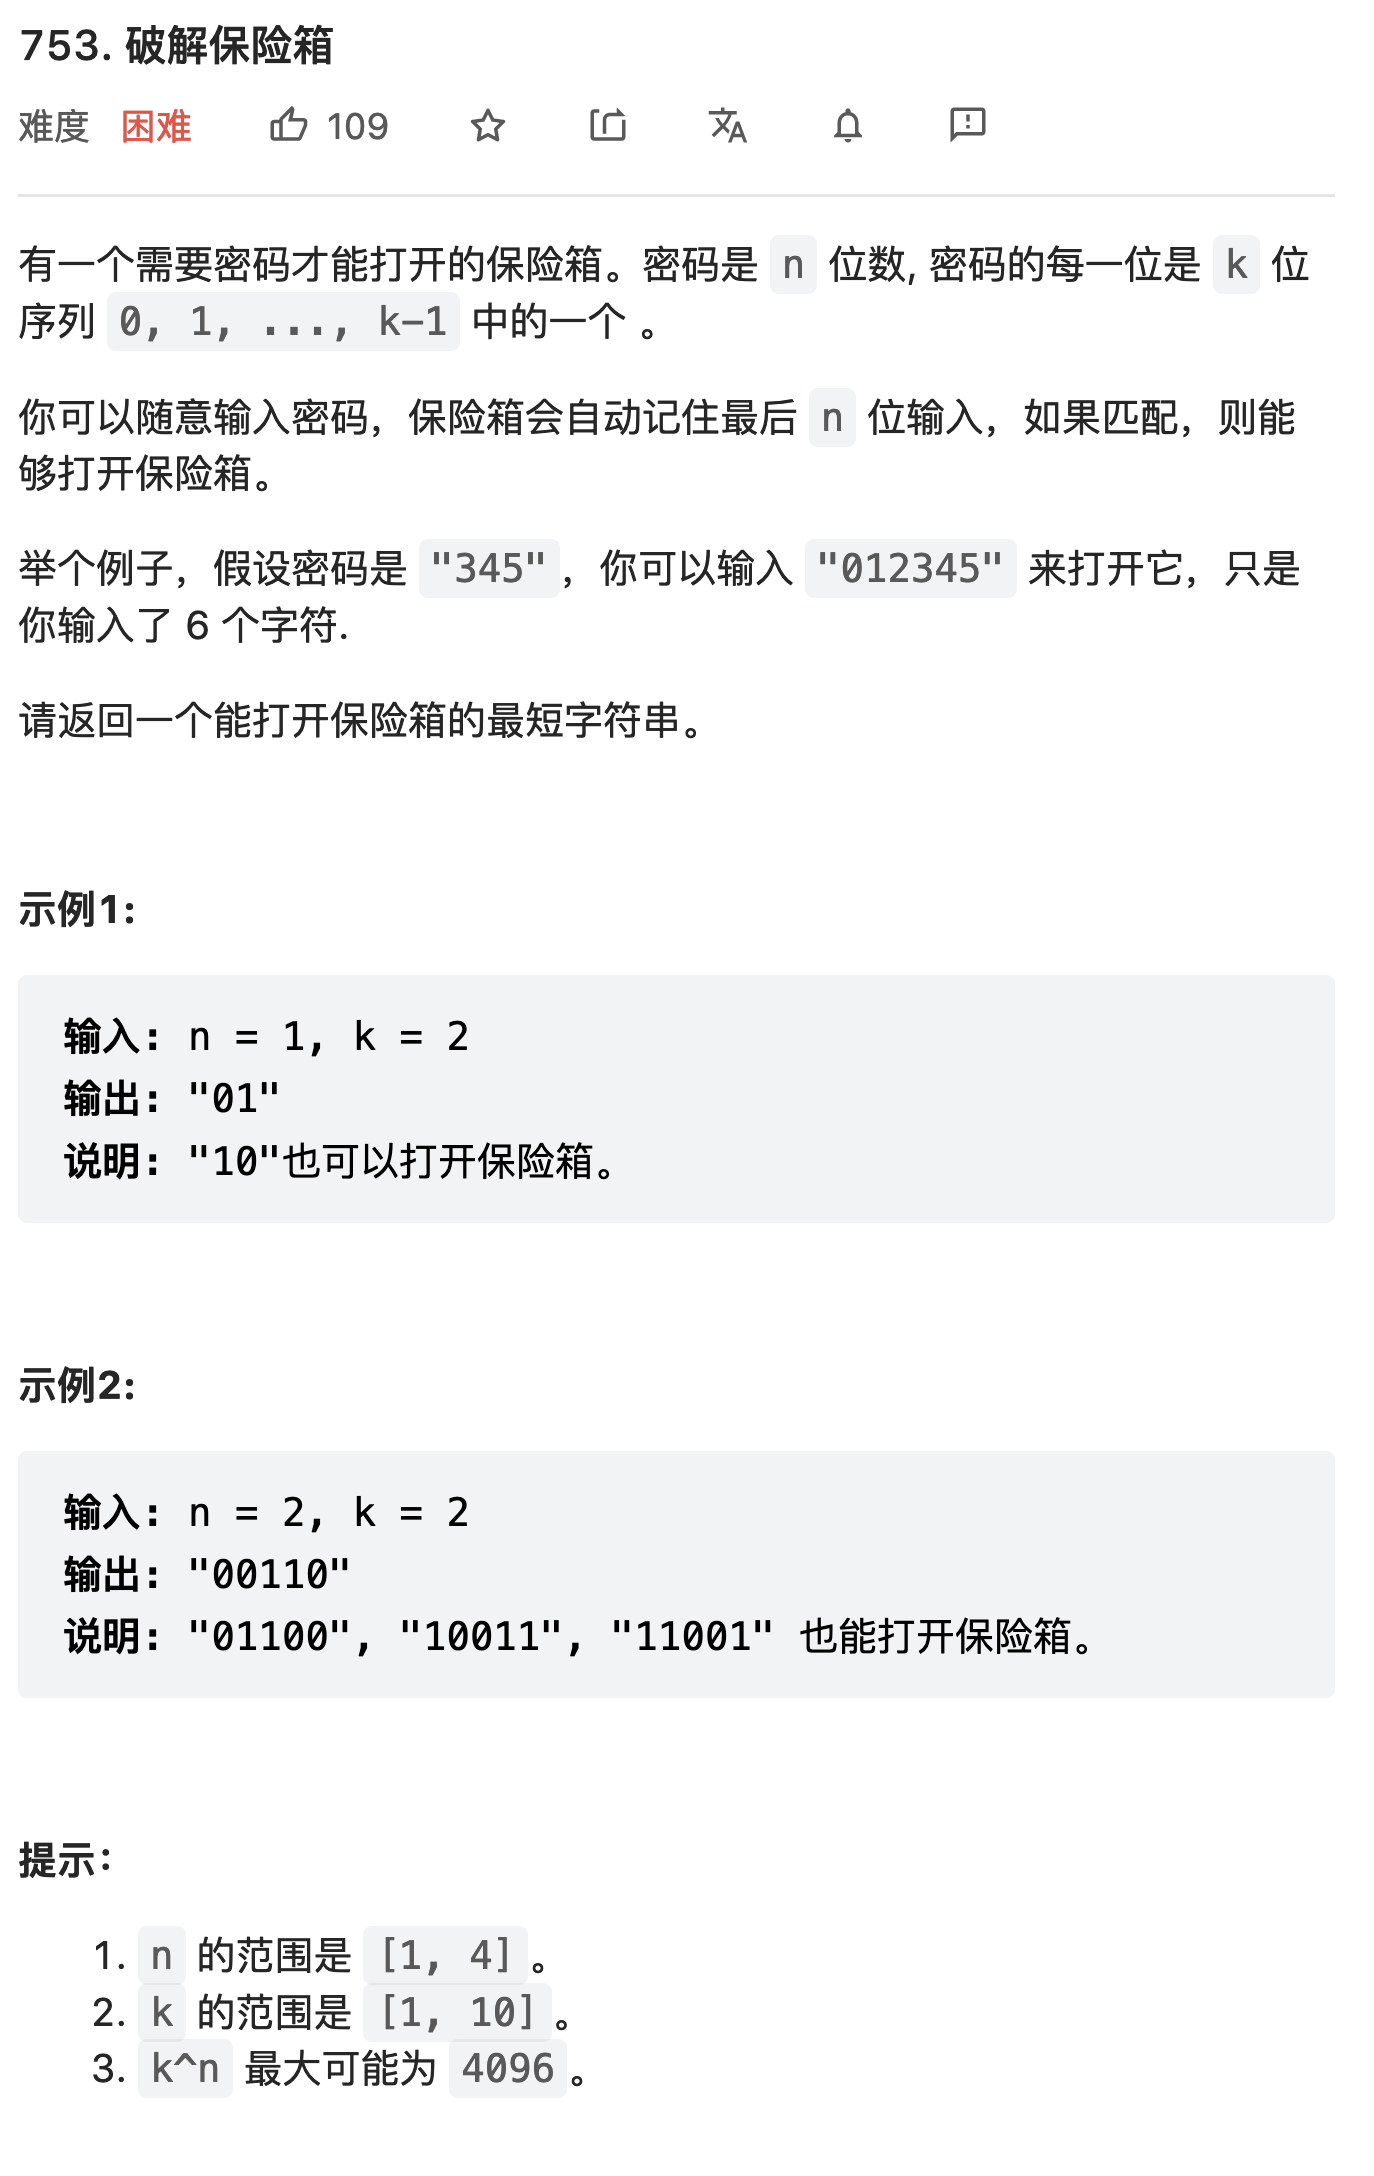 753. 破解保险箱
难度 困难 109
有一个需要密码才能打开的保险箱。密码是 n 位数, 密码的每一位是 k 位
序列 0, 1, ..., k-1 中的一个 。
你可以随意输入密码，保险箱会自动记住最后 n 位输入，如果匹配，则能
够打开保险箱。
举个例子，假设密码是 "345"，你可以输入 "012345" 来打开它，只是
你输入了 6 个字符.
请返回一个能打开保险箱的最短字符串。
示例1:
输入: n = 1, k = 2
输出: "01"
说明: "10"也可以打开保险箱。
示例2:
输入: n = 2, k = 2
输出: "00110"
说明: "01100", "10011", "11001" 也能打开保险箱。
提示：
1. n 的范围是 [1, 4]。
2. k 的范围是 [1, 10]。
3. k^n 最大可能为 4096。